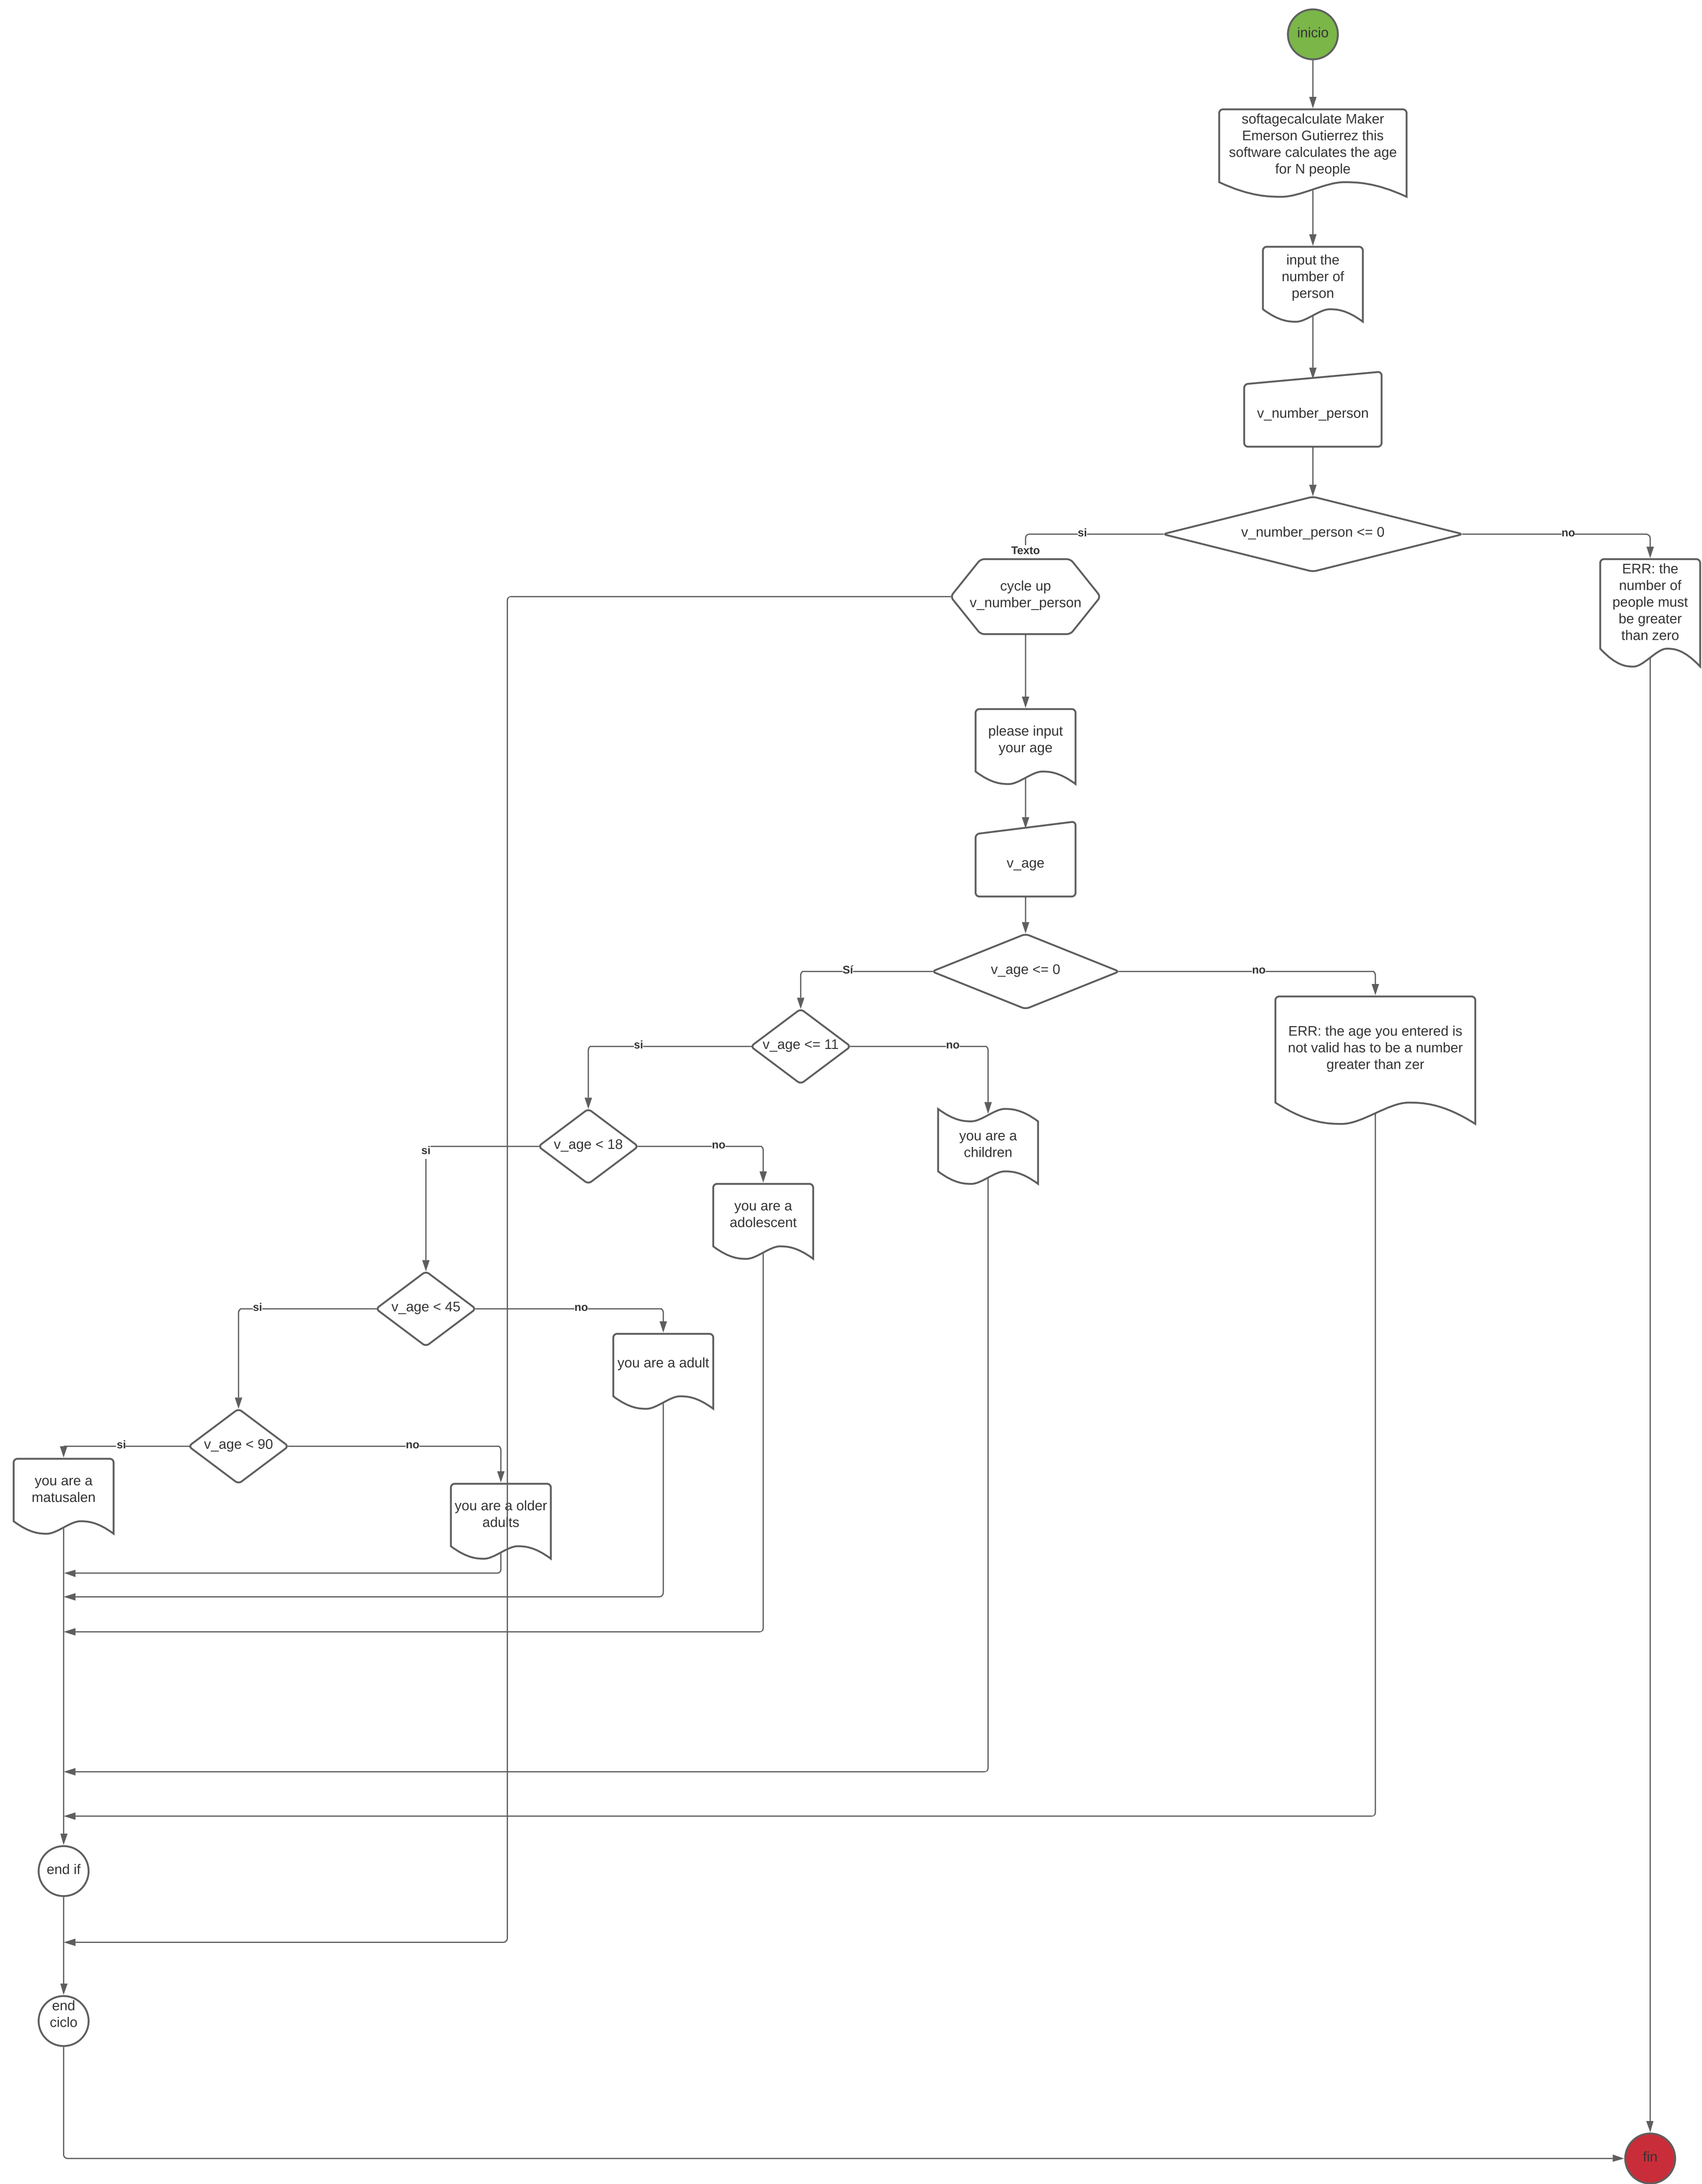 inicio
softagecalculate Maker
Emerson Gutierrez this
software calculates the age
for N people
input the
number of
person
v_number_person
v_number_person <= 0
si
no
Texto
cycle up
v_number_person
ERR: the
number of
people must
be greater
than zero
please input
your age
v_age
v_age <= 0
Sí
no
v_age <= 11
si
no
ERR: the age you entered is
not valid has to be a number
greater than zer
v_age < 18
si
no
you are a
children
you are a
adolescent
v_age < 45
si
no
you are a adult
v_age < 90
si
no
you are a
matusalen
you are a older
adults
end if
end
ciclo
fin